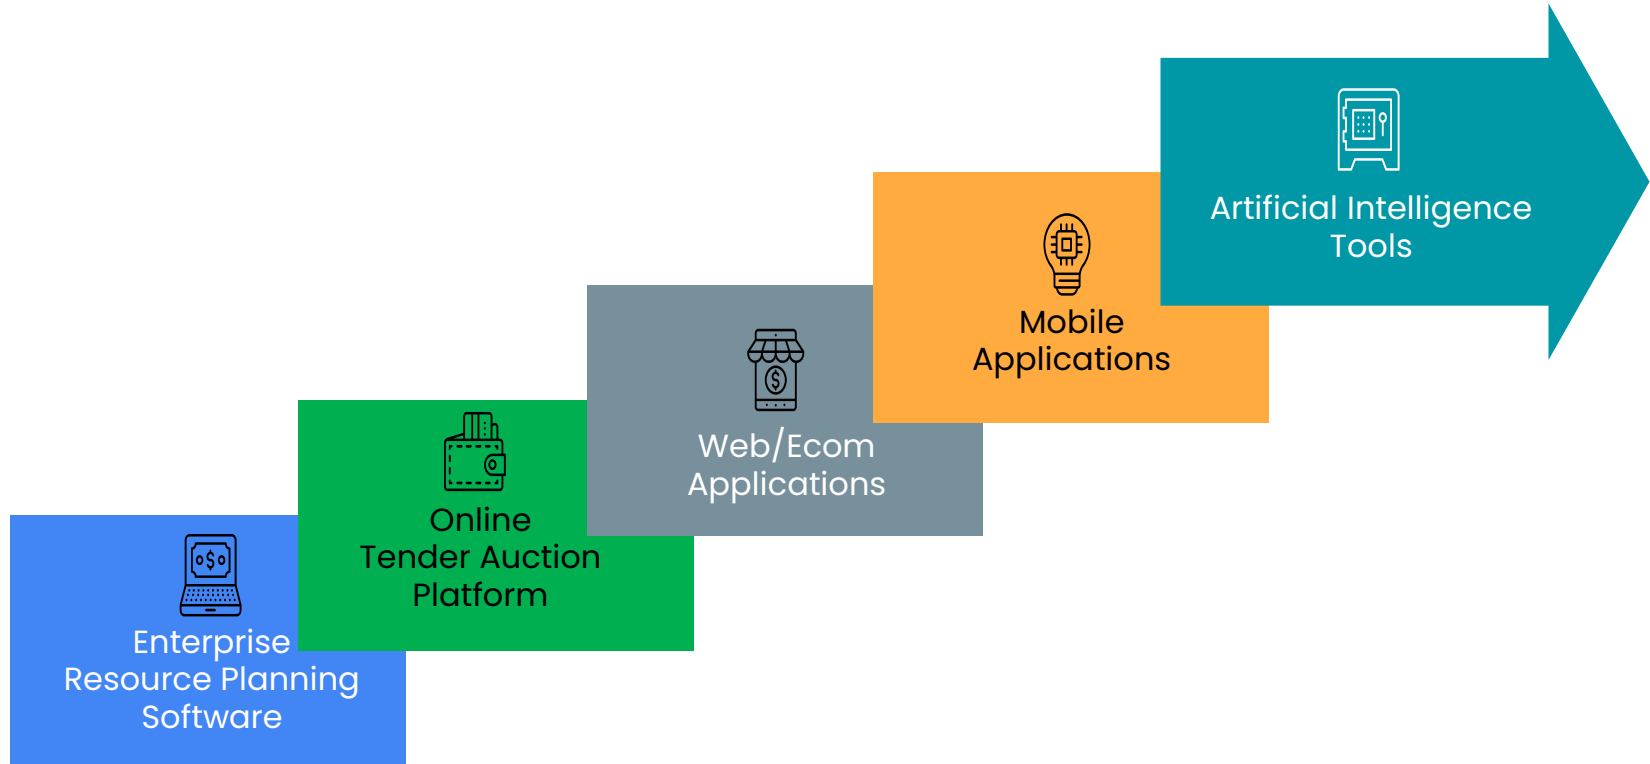 Enterprise
Resource Planning
Software
Online
Tender Auction
Platform
Web/Ecom
Applications
Mobile
Applications
Artificial Intelligence
Tools